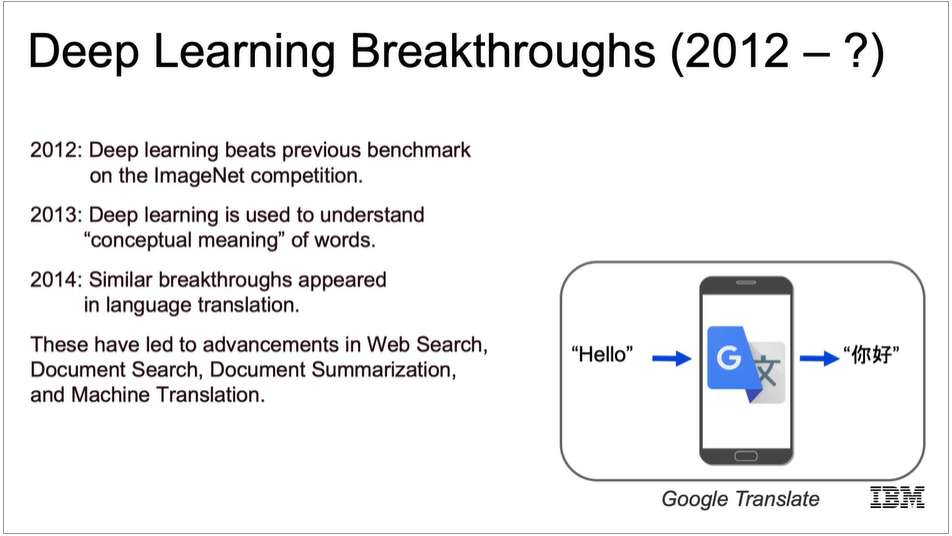 Deep Learning Breakthroughs (2012 – ?)
2012: Deep learning beats previous benchmark
on the ImageNet competition.
2013: Deep learning is used to understand
“conceptual meaning” of words.
2014: Similar breakthroughs appeared
in language translation.
These have led to advancements in Web Search,
Document Search, Document Summarization,
and Machine Translation.
“Hello”
G
文
“你好”
Google Translate
IBM